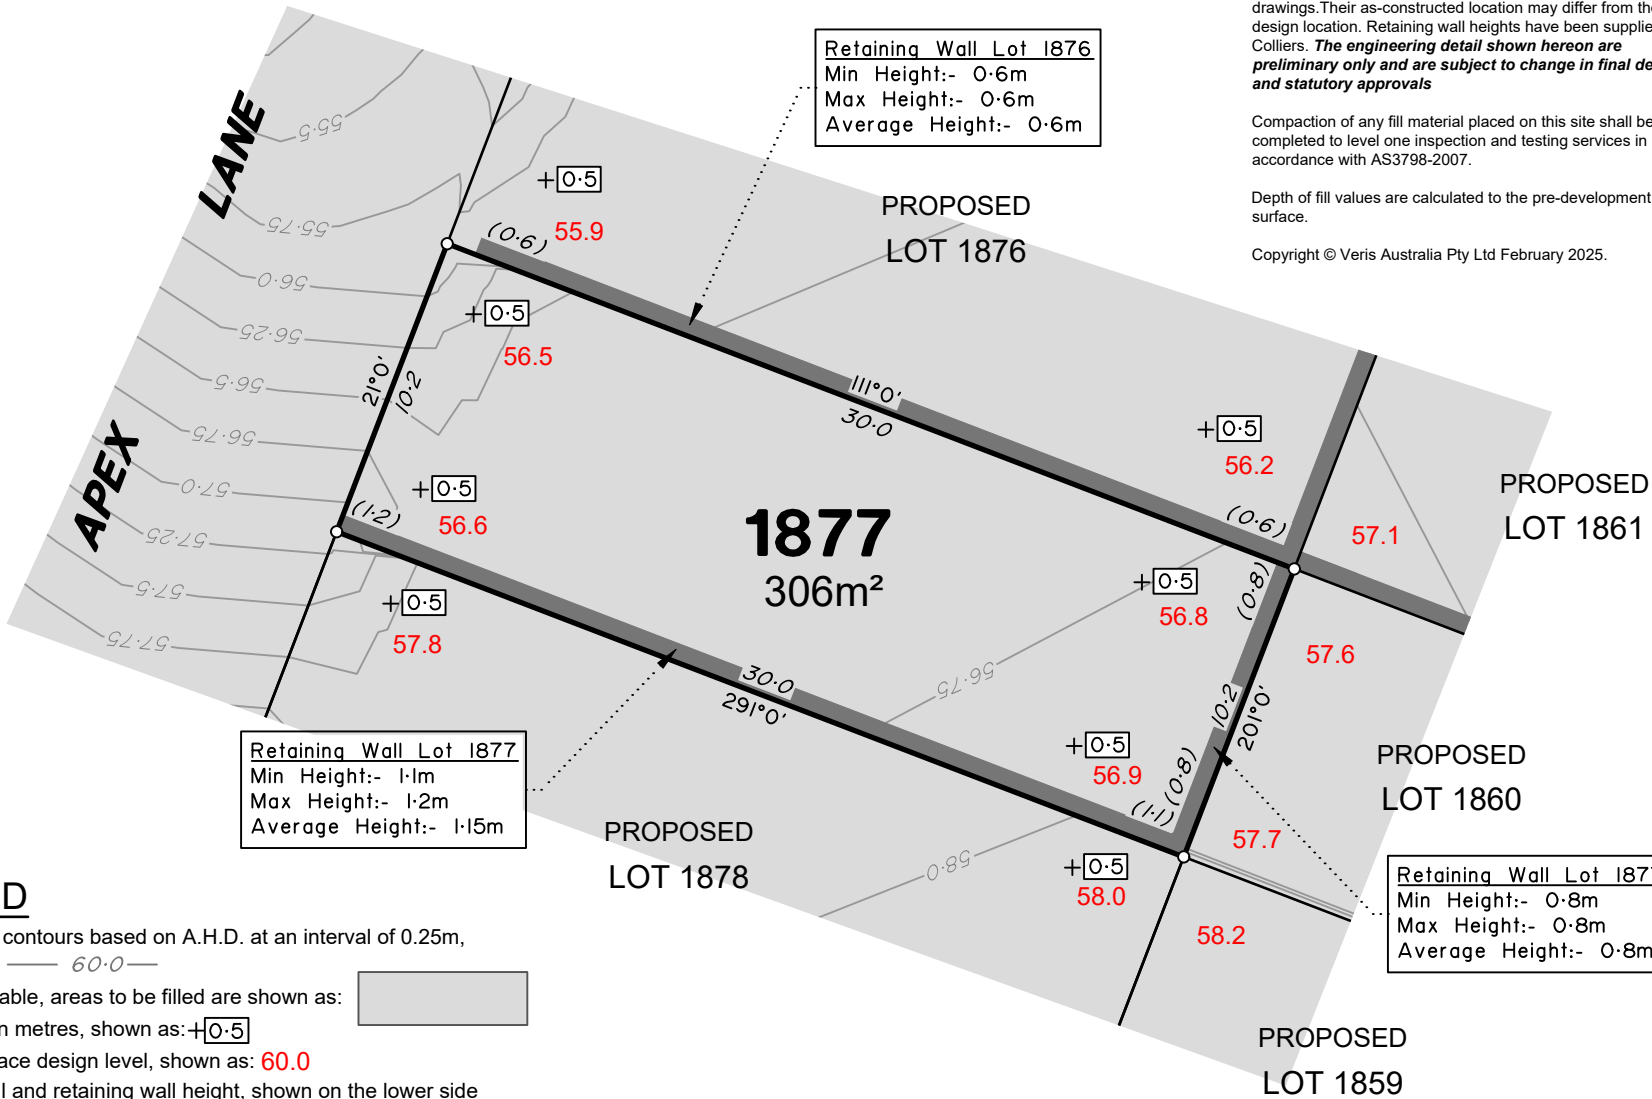 drawings.Their as-constructed location may differ from the
design location. Retaining wall heights have been supplie
Colliers. The engineering detail shown hereon are
preliminary only and are subject to change in final de
and statutory approvals
Compaction of any fill material placed on this site shall be
completed to level one inspection and testing services in
accordance with AS3798-2007.
Depth of fill values are calculated to the pre-development
surface.
Copyright © Veris Australia Pty Ltd February 2025.
Retaining Wall Lot 1876
Min Height:- 0·6m
Max Height:- 0·6m
Average Height:- 0·6m
APEX LANE
55·5
55·75
56·0
56·25
56·5
56·75
57·0
57·25
57·5
57·75
+0·5
55.9
(0·6)
PROPOSED
LOT 1876
+0·5
56.5
21°0'
10·2
111°0'
30·0
+0·5
56.2
(0·6)
PROPOSED
LOT 1861
57.1
(1·2)
+0·5
56.6
1877
306m²
+0·5
56.8
(0·8)
57.6
+0·5
57.8
30·0
291°0'
56·75
10·2
201°0'
+0·5
56.9
(0·8)
(1·1)
PROPOSED
LOT 1860
57.7
Retaining Wall Lot 1877
Min Height:- 1·1m
Max Height:- 1·2m
Average Height:- 1·15m
PROPOSED
LOT 1878
58·0
+0·5
58.0
58.2
Retaining Wall Lot 187
Min Height:- 0·8m
Max Height:- 0·8m
Average Height:- 0·8m
PROPOSED
LOT 1859
D
contours based on A.H.D. at an interval of 0.25m,
60·0
able, areas to be filled are shown as:
n metres, shown as: +0·5
ace design level, shown as: 60.0
l and retaining wall height, shown on the lower side